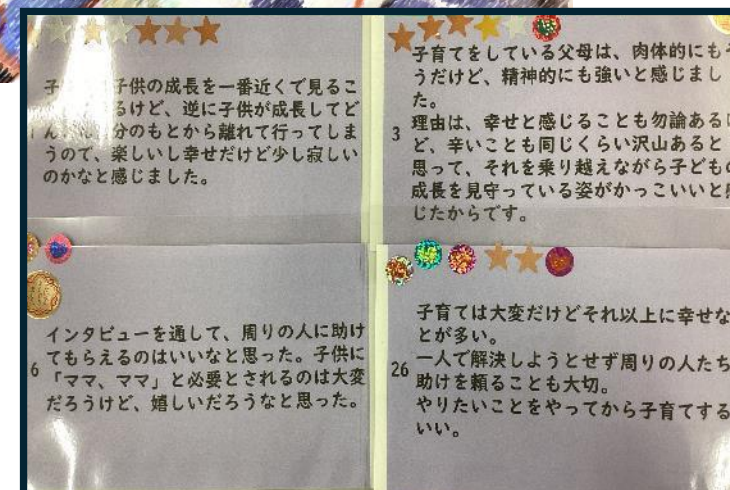 子 子供の成長を一番近くで見るこ
るけど、逆に子供が成長してど
ん 分のもとから離れて行ってしま
うので、楽しいし幸せだけど少し寂しい
のかなと感じました。
子育てをしている父母は、肉体的にもそ
うだけど、精神的にも強いと感じまし
た。
3 理由は、幸せと感じることも勿論あるけ
ど、辛いことも同じくらい沢山あると
思って、それを乗り越えながら子どもの
成長を見守っている姿がかっこいいと感
じたからです。
インタビューを通して、周りの人に助け
てもらえるのはいいなと思った。子供に
6 「ママ、ママ」と必要とされるのは大変
だろうけど、嬉しいだろうなと思った。
子育ては大変だけどそれ以上に幸せな
とが多い。
26 一人で解決しようとせず周りの人たち
助けを頼ることも大切。
やりたいことをやってから子育てする
いい。